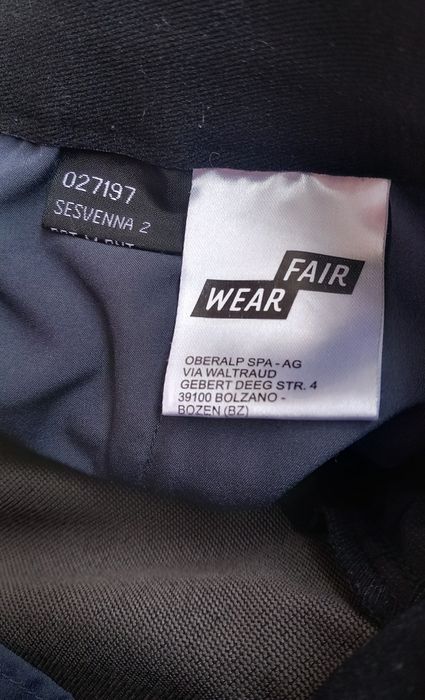 027197
SESVENNA 2
FAIR
WEAR
OBERALP SPA - AG
VIA WALTRAUD
GEBERT DEEG STR. 4
39100 BOLZANO -
BOZEN (BZ)